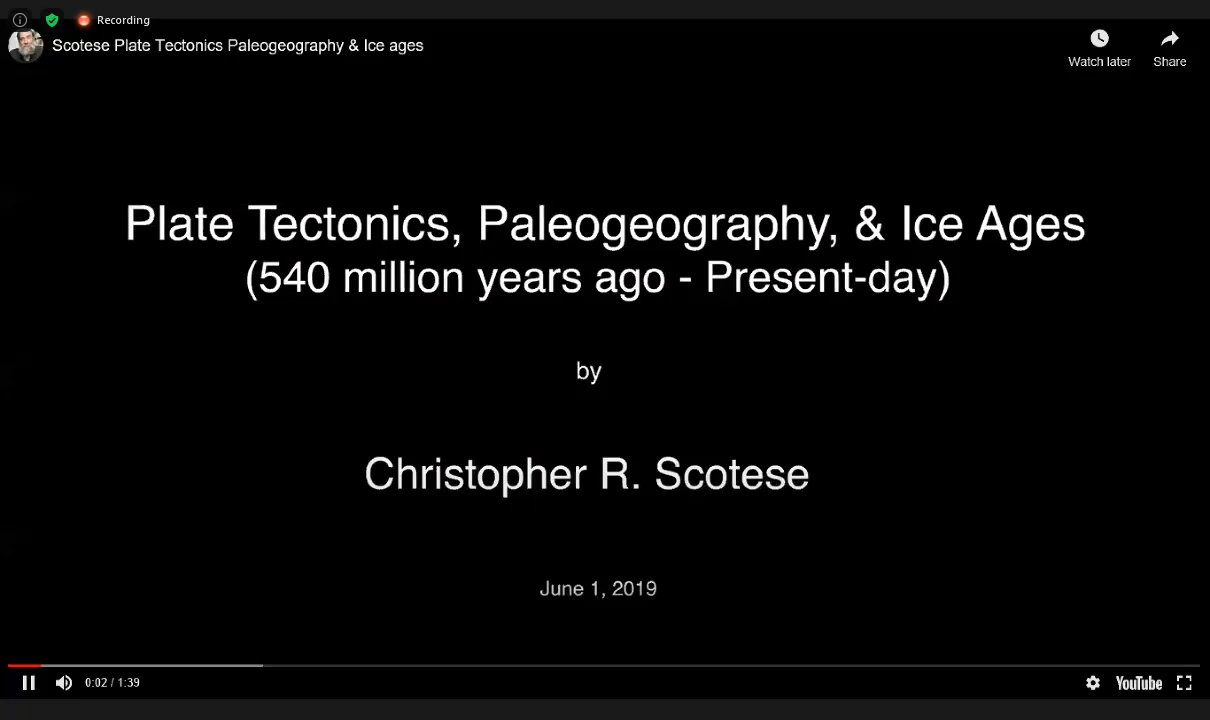 Recording
Scotese Plate Tectonics Paleogeography & Ice ages
Watch later
Share
Plate Tectonics, Paleogeography, & Ice Ages
(540 million years ago - Present-day)
by
Christopher R. Scotese
June 1, 2019
0:02 / 1:39
YouTube